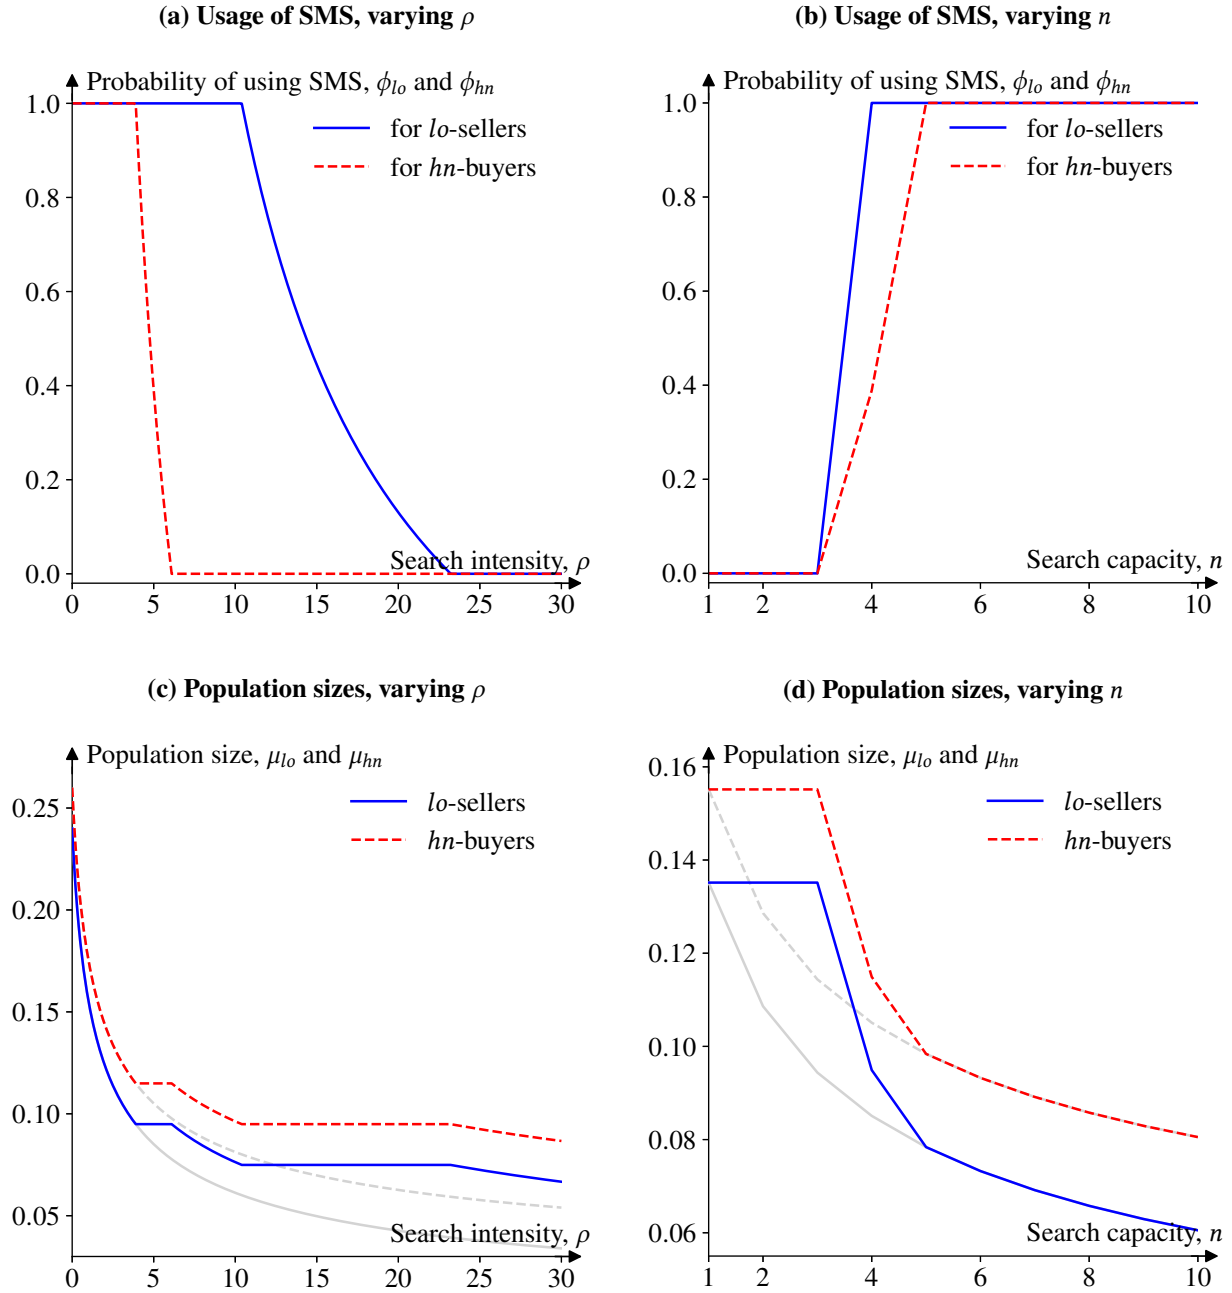 (a) Usage of SMS, varying ρ
Probability of using SMS, ϕlo and ϕhn
for lo-sellers
for hn-buyers
1.0
0.8
0.6
0.4
0.2
0.0
Search intensity, ρ
0 5 10 15 20 25 30
(b) Usage of SMS, varying n
Probability of using SMS, ϕlo and ϕhn
for lo-sellers
for hn-buyers
1.0
0.8
0.6
0.4
0.2
0.0
Search capacity, n
1 2 4 6 8 10
(c) Population sizes, varying ρ
Population size, μlo and μhn
lo-sellers
hn-buyers
0.25
0.20
0.15
0.10
0.05
Search intensity, ρ
0 5 10 15 20 25 30
(d) Population sizes, varying n
Population size, μlo and μhn
lo-sellers
hn-buyers
0.16
0.14
0.12
0.10
0.08
0.06
Search capacity, n
1 2 4 6 8 10